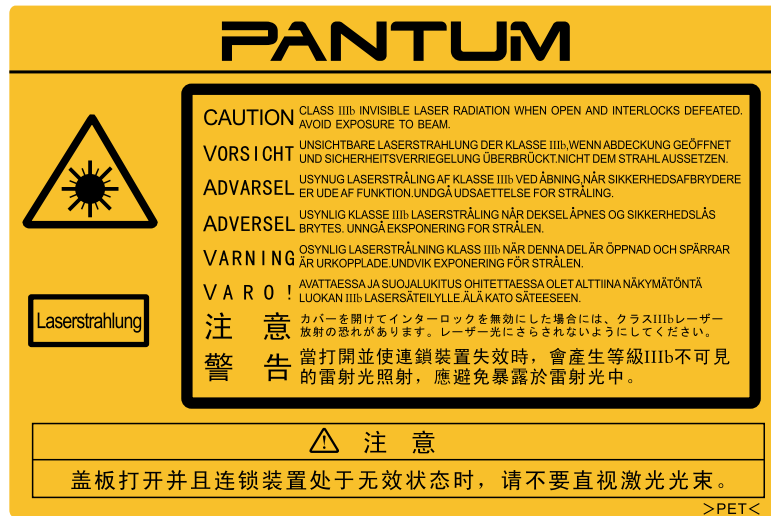 PANTUM
CAUTION CLASS IIIb INVISIBLE LASER RADIATION WHEN OPEN AND INTERLOCKS DEFEATED.
AVOID EXPOSURE TO BEAM.
VORSICHT UNSICHTBARE LASERSTRAHLUNG DER KLASSE IIIb,WENN ABDECKUNG GEÖFFNET
UND SICHERHEITSVERRIEGELUNG ÜBERBRÜCKT.NICHT DEM STRAHL AUSSETZEN.
ADVARSEL USYNUG LASERSTRÅLING AF KLASSE IIIb VED ÅBNING,NÅR SIKKERHEDSAFBRYDERE
ER UDE AF FUNKTION.UNDGÅ UDSAETTELSE FOR STRÅLING.
ADVERSEL USYNLIG KLASSE IIIb LASERSTRÅLING NÅR DEKSEL ÅPNES OG SIKKERHEDSLÅS
BRYTES. UNNGÅ EKSPONERING FOR STRÅLEN.
VARNING OSYNLIG LASERSTRÅLNING KLASS IIIb NÄR DENNA DEL ÄR ÖPPNAD OCH SPÄRRAR
ÄR URKOPPLADE.UNDVIK EXPONERING FÖR STRÅLEN.
VARO! AVATTAESSA JA SUOJALUKITUS OHITETTAESSA OLET ALTTIINA NÄKYMÄTÖNTÄ
LUOKAN IIIb LASERSÄTEILYLLE.ÄLÄ KATO SÄTEESEEN.
注 意 カバーを開けてインターロックを無効にした場合には、クラスIIIbレーザー
放射の恐れがあります。レーザー光にさらされないようにしてください。
警 告 當打開並使連鎖裝置失效時，會產生等級IIIb不可見
的雷射光照射，應避免暴露於雷射光中。
Laserstrahlung
注 意
盖板打开并且连锁装置处于无效状态时，请不要直视激光光束。
>PET<